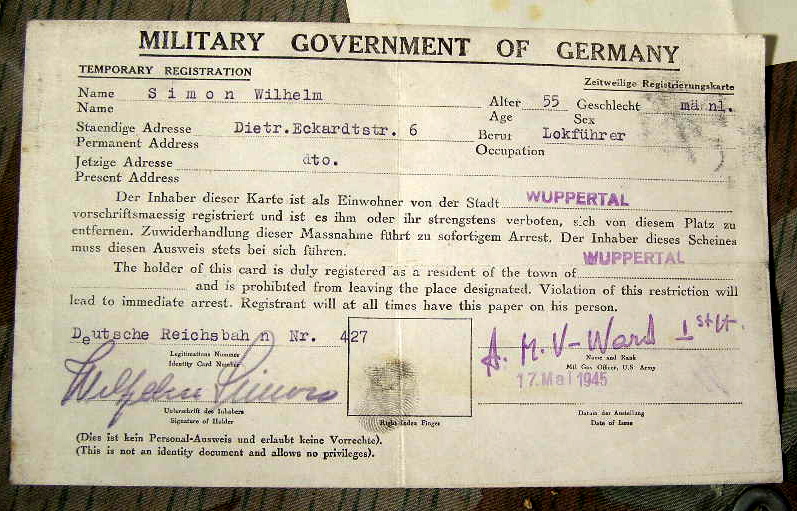 MILITARY GOVERNMENT OF GERMANY
TEMPORARY REGISTRATION Zeitweilige Registrierungskarte
Name Simon Wilhelm Alter 55 Geschlecht männl.
Name Age Sex
Staendige Adresse Dietr.Eckardtstr. 6 Beruf Lokführer
Permanent Address Occupation
Jetzige Adresse dto.
Present Address
Der Inhaber dieser Karte ist als Einwohner von der Stadt WUPPERTAL
vorschriftsmaessig registriert und ist es ihm oder ihr strengstens verboten, sich von diesem Platz zu
entfernen. Zuwiderhandlung dieser Massnahme führt zu sofortigem Arrest. Der Inhaber dieses Scheines
muss diesen Ausweis stets bei sich führen. WUPPERTAL
The holder of this card is duly registered as a resident of the town of
and is prohibited from leaving the place designated. Violation of this restriction will
lead to immediate arrest. Registrant will at all times have this paper on his person.
Deutsche Reichsbahn Nr. 427 A. H. V-Ward 1st Lt.
Legitimations Nummer Name and Rank
Identity Card Number Mil Gov Officer, U.S. Army
Wilhelm Simon 17. Mai 1945
Unterschrift des Inhabers Datum der Austellung
Signature of Holder Right Index Finger Date of Issue
(Dies ist kein Personal-Ausweis und erlaubt keine Vorrechte).
(This is not an identity document and allows no privileges).